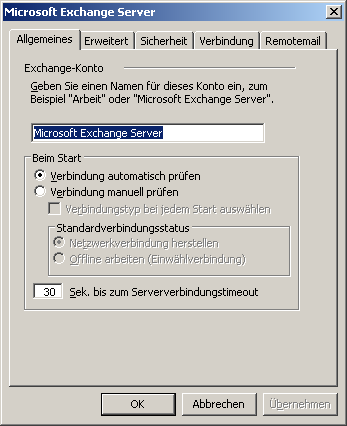 Microsoft Exchange Server
Allgemeines Erweitert Sicherheit Verbindung Remotemail
Exchange-Konto
Geben Sie einen Namen für dieses Konto ein, zum
Beispiel "Arbeit" oder "Microsoft Exchange Server".
Microsoft Exchange Server
Beim Start
Verbindung automatisch prüfen
Verbindung manuell prüfen
Verbindungstyp bei jedem Start auswählen
Standardverbindungsstatus
Netzwerkverbindung herstellen
Offline arbeiten (Einwählverbindung)
30 Sek. bis zum Serververbindungstimeout
OK Abbrechen Übernehmen